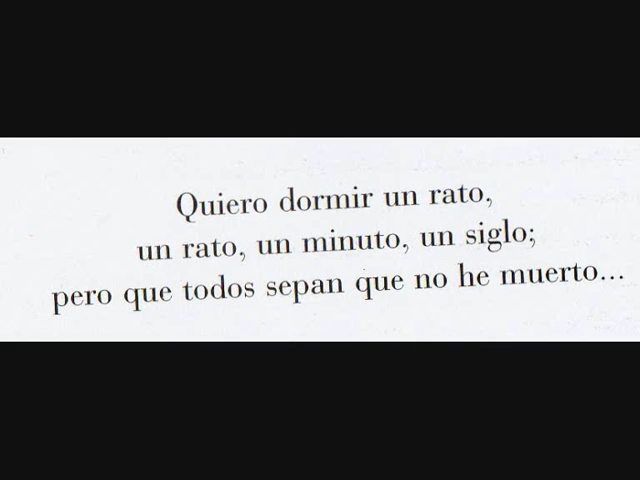 Quiero dormir un rato,
un rato, un minuto, un siglo;
pero que todos sepan que no he muerto...